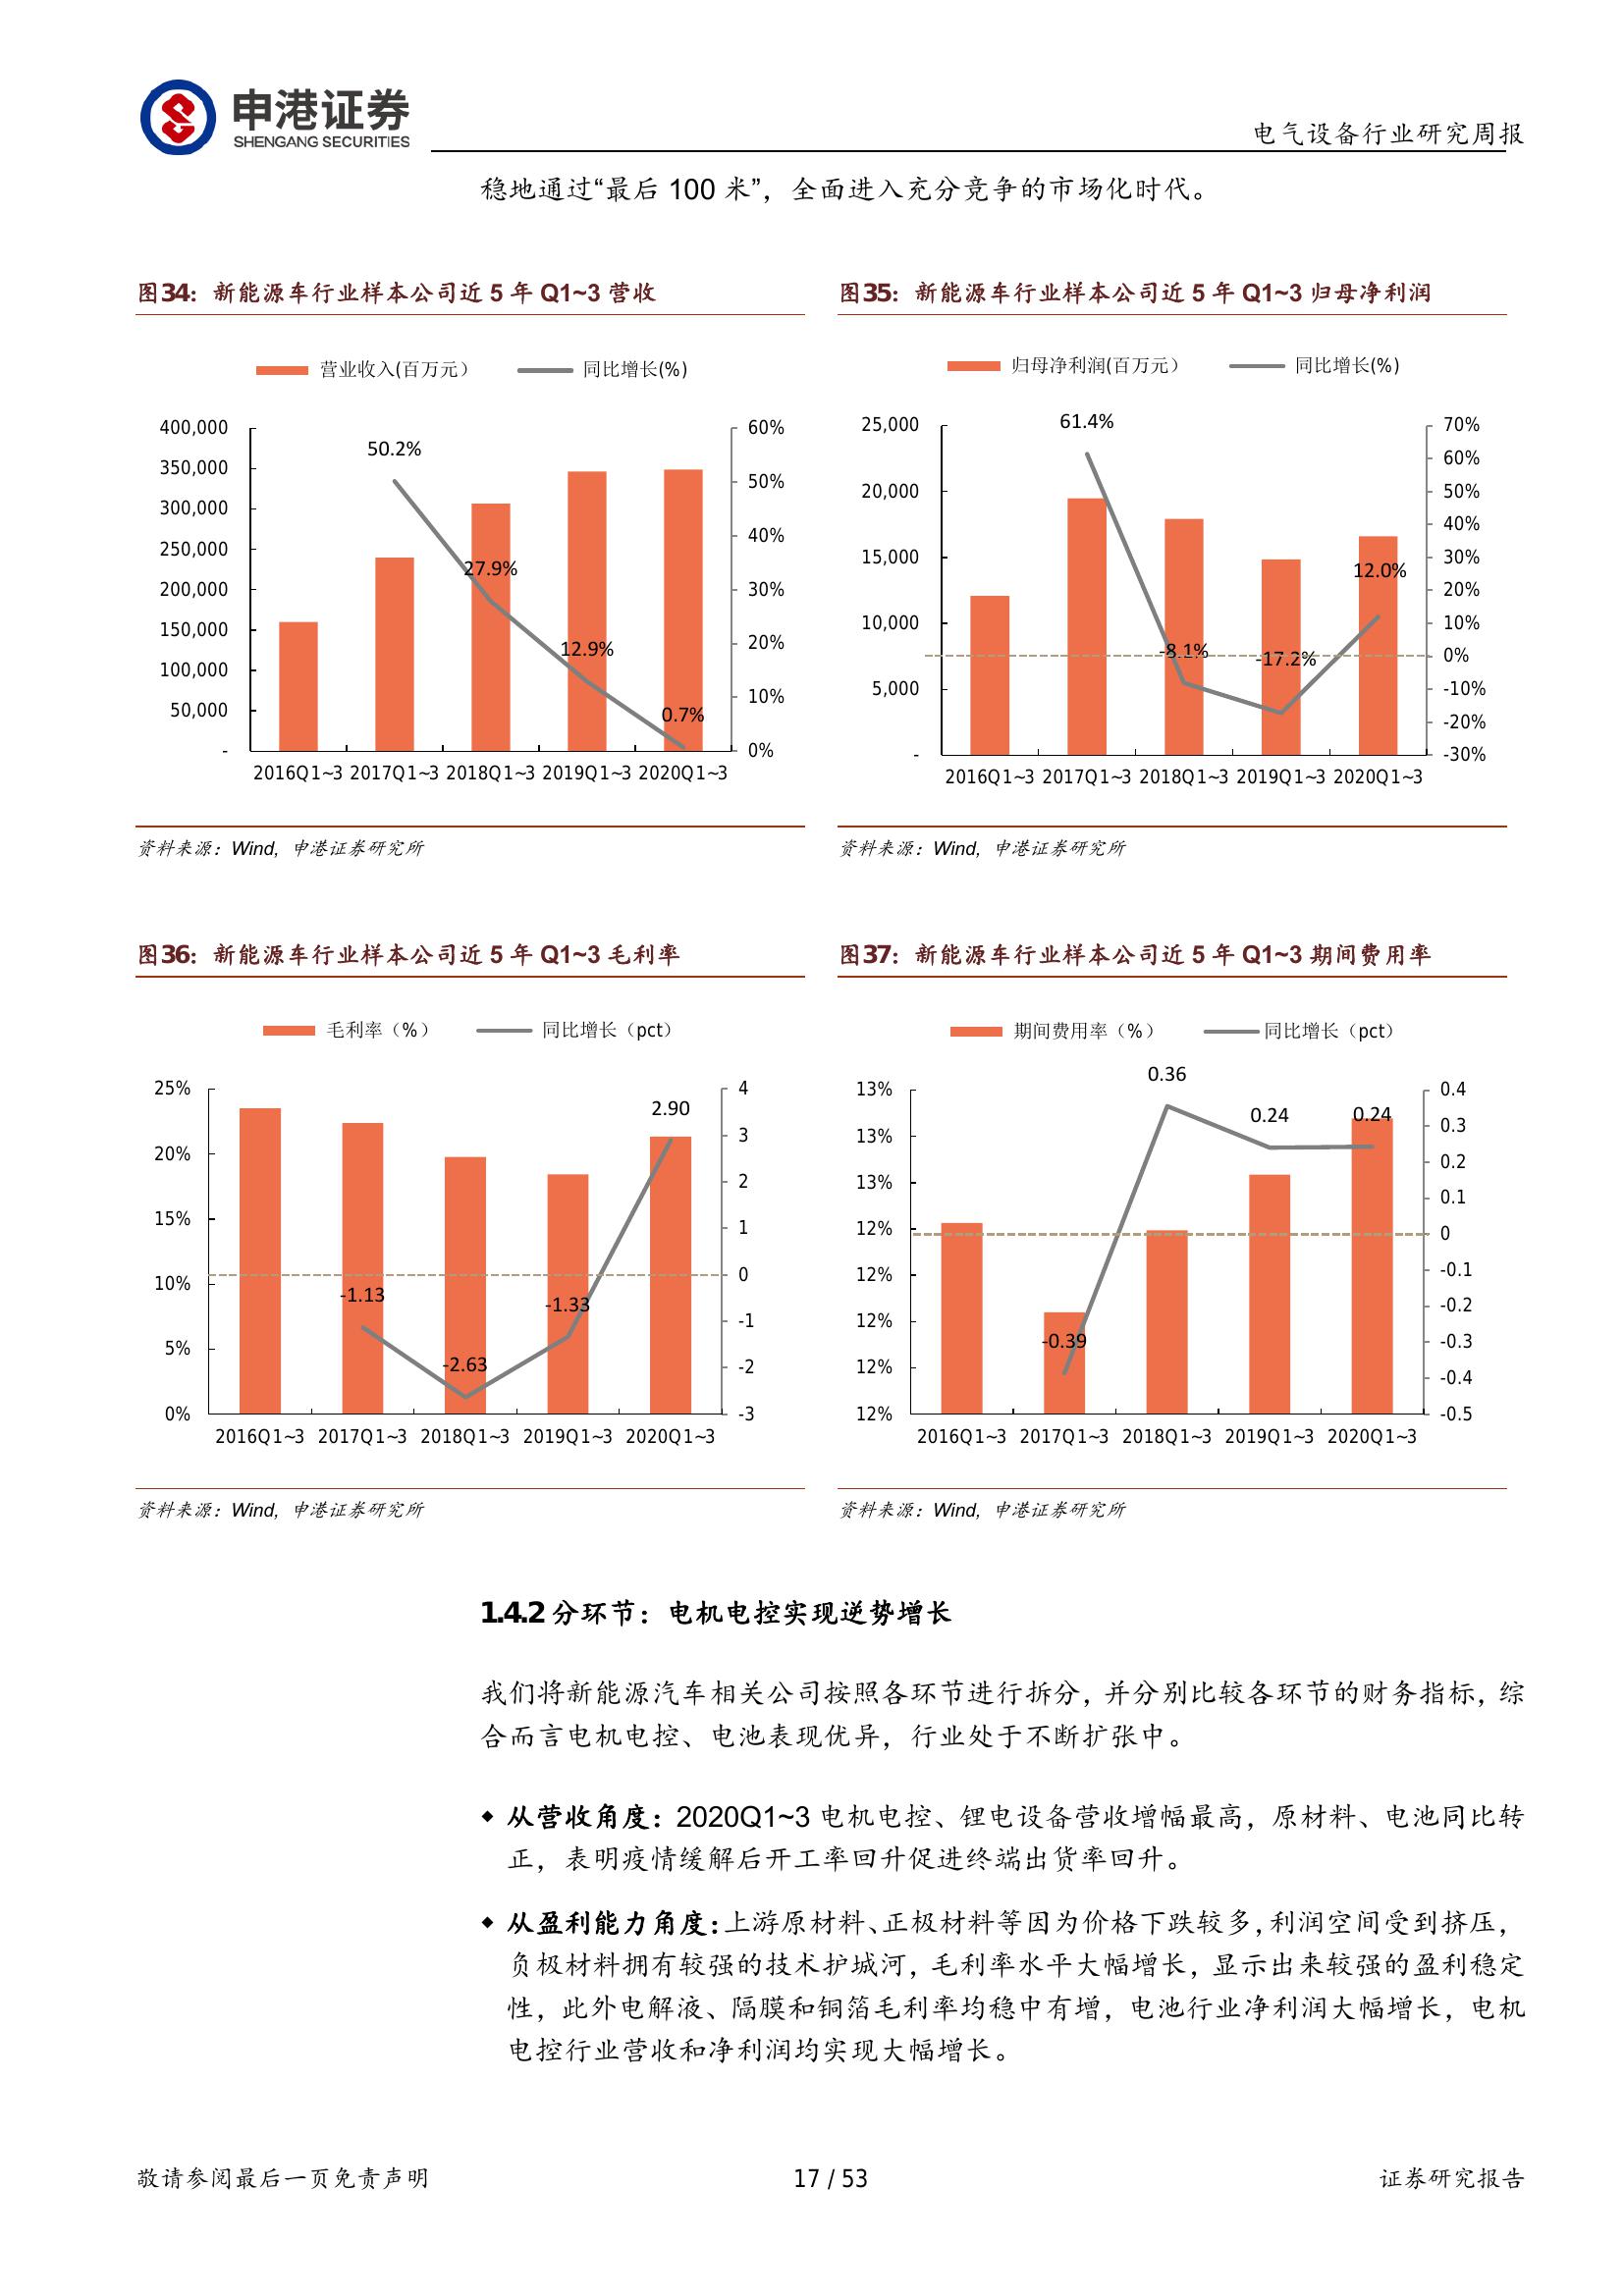 申港证券
SHENGANG SECURITIES
电气设备行业研究周报
稳地通过“最后 100 米”，全面进入充分竞争的市场化时代。
图34：新能源车行业样本公司近 5 年 Q1~3 营收
营业收入(百万元） 同比增长(%)
400,000
350,000
300,000
250,000
200,000
150,000
100,000
50,000
-
60%
50%
40%
30%
20%
10%
0%
50.2%
27.9%
12.9%
0.7%
2016Q1~3 2017Q1~3 2018Q1~3 2019Q1~3 2020Q1~3
资料来源：Wind，申港证券研究所
图35：新能源车行业样本公司近 5 年 Q1~3 归母净利润
归母净利润(百万元） 同比增长(%)
25,000
20,000
15,000
10,000
5,000
-
70%
60%
50%
40%
30%
20%
10%
0%
-10%
-20%
-30%
61.4%
-8.1%
-17.2%
12.0%
2016Q1~3 2017Q1~3 2018Q1~3 2019Q1~3 2020Q1~3
资料来源：Wind，申港证券研究所
图36：新能源车行业样本公司近 5 年 Q1~3 毛利率
毛利率（%） 同比增长（pct）
25%
20%
15%
10%
5%
0%
4
3
2
1
0
-1
-2
-3
-1.13
-2.63
-1.33
2.90
2016Q1~3 2017Q1~3 2018Q1~3 2019Q1~3 2020Q1~3
资料来源：Wind，申港证券研究所
图37：新能源车行业样本公司近 5 年 Q1~3 期间费用率
期间费用率（%） 同比增长（pct）
13%
13%
13%
12%
12%
12%
12%
12%
0.4
0.3
0.2
0.1
0
-0.1
-0.2
-0.3
-0.4
-0.5
-0.39
0.36
0.24
0.24
2016Q1~3 2017Q1~3 2018Q1~3 2019Q1~3 2020Q1~3
资料来源：Wind，申港证券研究所
1.4.2 分环节：电机电控实现逆势增长
我们将新能源汽车相关公司按照各环节进行拆分，并分别比较各环节的财务指标，综
合而言电机电控、电池表现优异，行业处于不断扩张中。
◆ 从营收角度：2020Q1~3 电机电控、锂电设备营收增幅最高，原材料、电池同比转
正，表明疫情缓解后开工率回升促进终端出货率回升。
◆ 从盈利能力角度：上游原材料、正极材料等因为价格下跌较多，利润空间受到挤压，
负极材料拥有较强的技术护城河，毛利率水平大幅增长，显示出来较强的盈利稳定
性，此外电解液、隔膜和铜箔毛利率均稳中有增，电池行业净利润大幅增长，电机
电控行业营收和净利润均实现大幅增长。
敬请参阅最后一页免责声明
17 / 53
证券研究报告